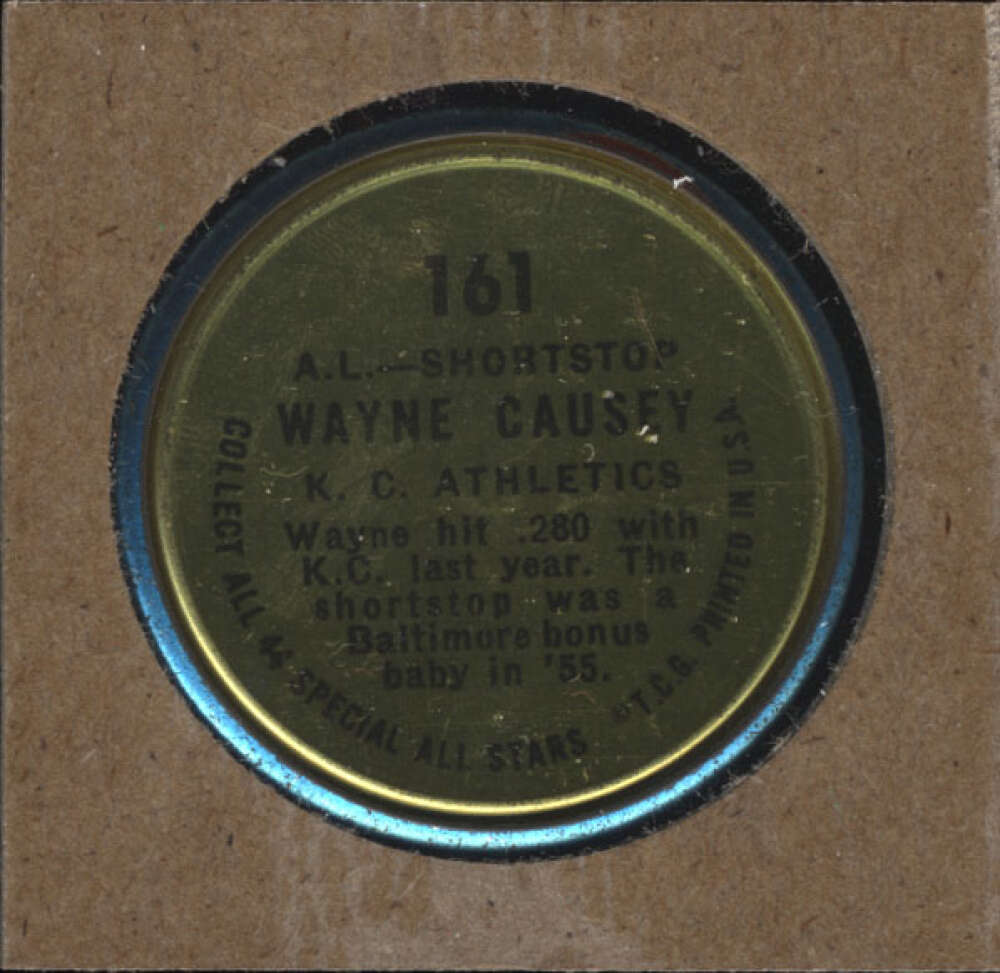 161
A.L.—SHORTSTOP
WAYNE CAUSEY
K. C. ATHLETICS
Wayne hit .280 with
K.C. last year. The
shortstop was a
Baltimore bonus
baby in '55.
COLLECT ALL 44 SPECIAL ALL STARS
©T.C.G. PRINTED IN USA